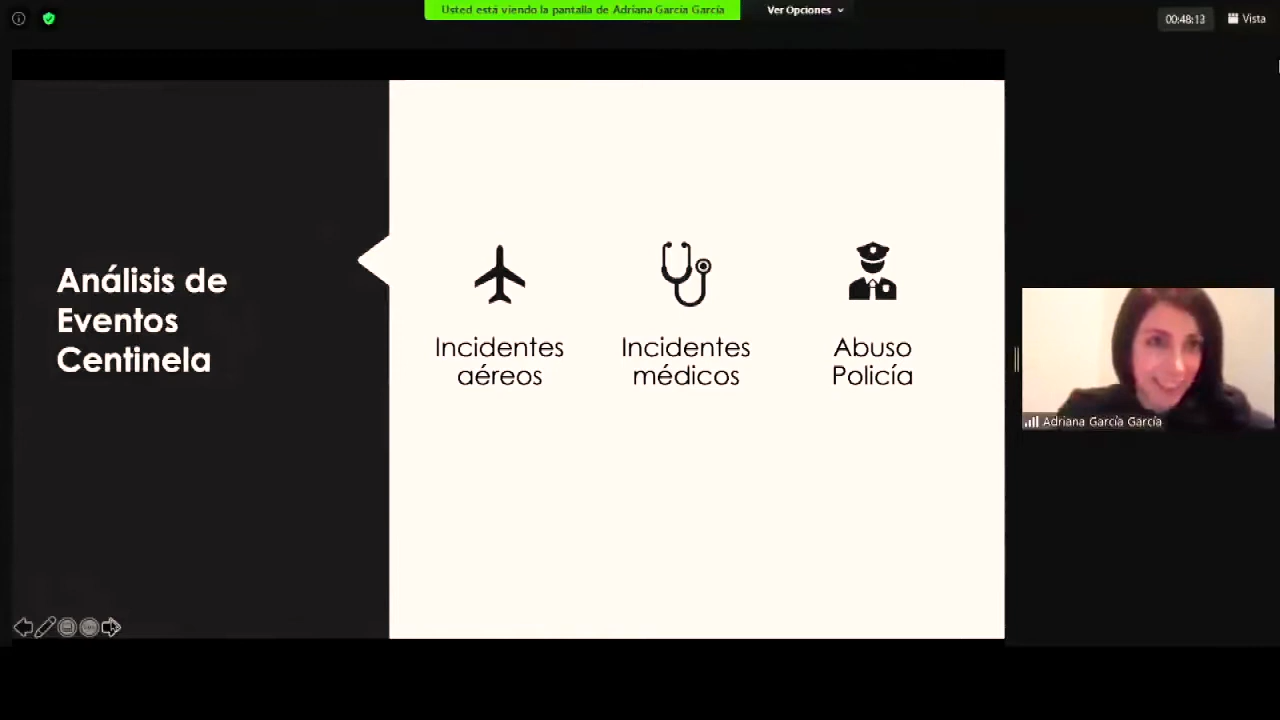 Usted está viendo la pantalla de Adriana García García
Ver Opciones
00:48:13
Vista
Análisis de
Eventos
Centinela
Incidentes
aéreos
Incidentes
médicos
Abuso
Policía
Adriana García García